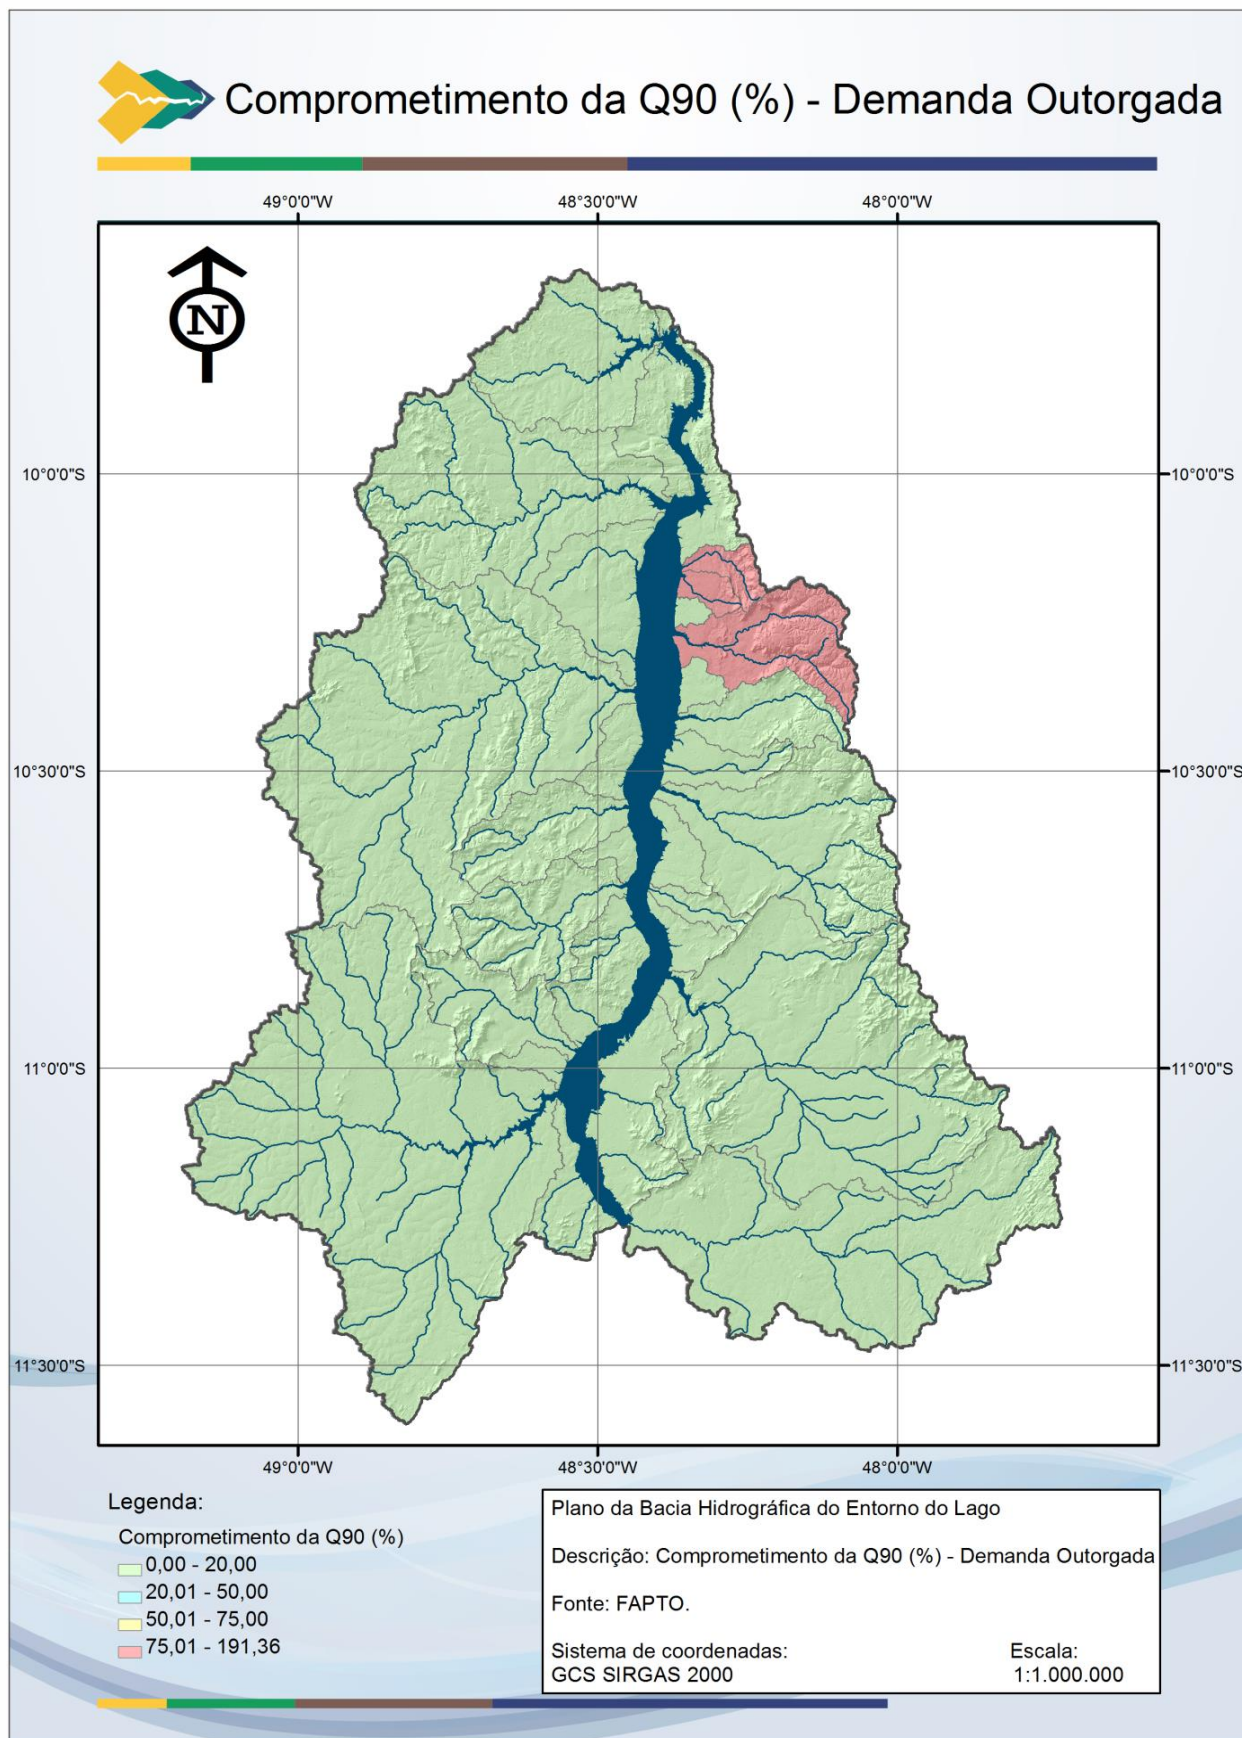 Comprometimento da Q90 (%) - Demanda Outorgada
49°0'0"W 48°30'0"W 48°0'0"W
N
10°0'0"S 10°0'0"S
10°30'0"S 10°30'0"S
11°0'0"S 11°0'0"S
11°30'0"S 11°30'0"S
49°0'0"W 48°30'0"W 48°0'0"W
Legenda:
Comprometimento da Q90 (%)
0,00 - 20,00
20,01 - 50,00
50,01 - 75,00
75,01 - 191,36
Plano da Bacia Hidrográfica do Entorno do Lago
Descrição: Comprometimento da Q90 (%) - Demanda Outorgada
Fonte: FAPTO.
Sistema de coordenadas: Escala:
GCS SIRGAS 2000 1:1.000.000